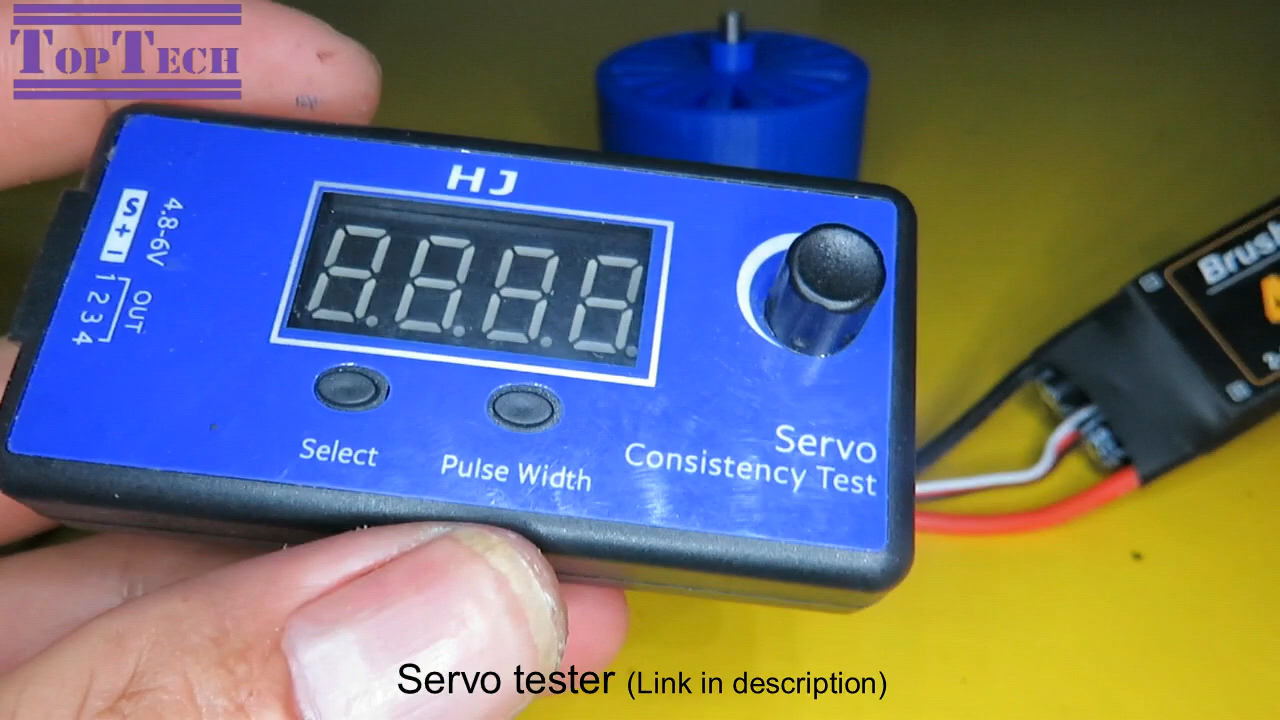 TOPTECH
HJ
S + -
4.8-6V
OUT
1 2 3 4
Select
Pulse Width
Servo
Consistency Test
Servo tester (Link in description)